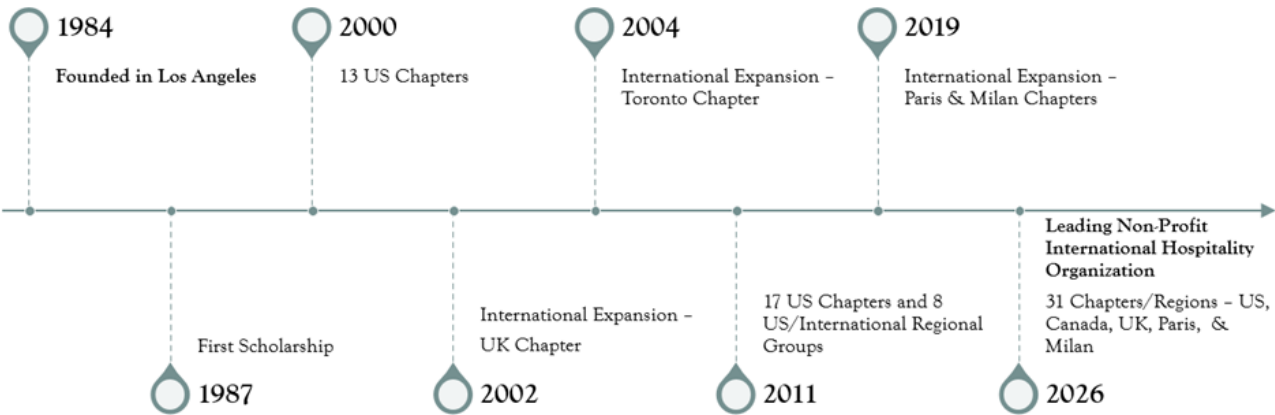 1984
Founded in Los Angeles
2000
13 US Chapters
2004
International Expansion –
Toronto Chapter
2019
International Expansion –
Paris & Milan Chapters
First Scholarship
1987
International Expansion –
UK Chapter
2002
17 US Chapters and 8
US/International Regional
Groups
2011
Leading Non-Profit
International Hospitality
Organization
31 Chapters/Regions – US,
Canada, UK, Paris, &
Milan
2026